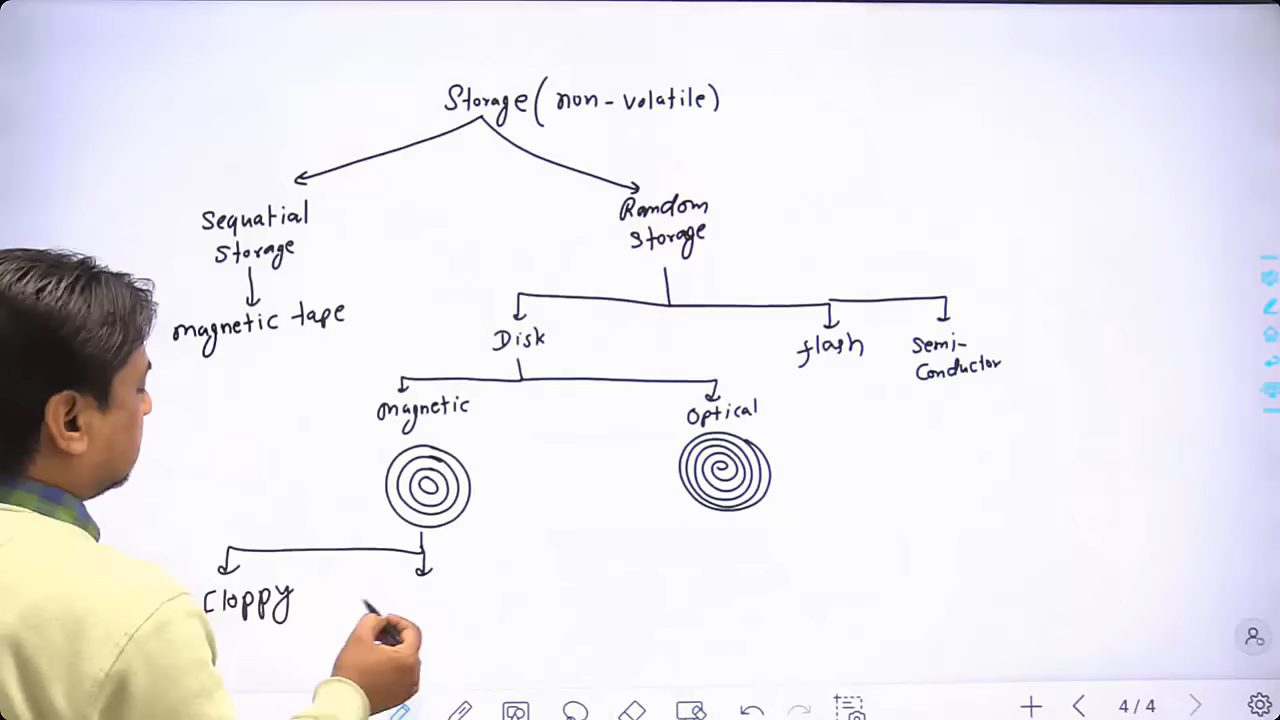 Storage (non-volatile)
Sequatial
Storage
magnetic tape
Random
Storage
Disk
flash
Semi-
Conductor
magnetic
Optical
Cloppy
4/4